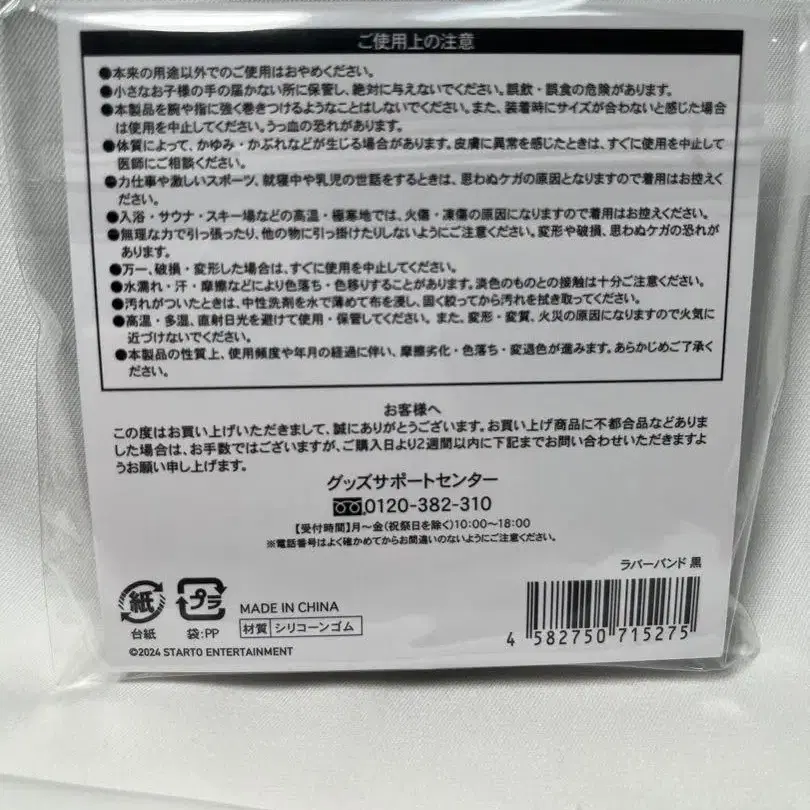 ご使用上の注意
●本来の用途以外でのご使用はおやめください。
●小さなお子様の手の届かない所に保管し、絶対に与えないでください。誤飲・誤食の危険があります。
●本製品を腕や指に強く巻きつけるようなことはしないでください。また、装着時にサイズが合わないと感じた場合
は使用を中止してください。うっ血の恐れがあります。
●体質によって、かゆみ・かぶれなどが生じる場合があります。皮膚に異常を感じたときは、すぐに使用を中止して
医師にご相談ください。
●力仕事や激しいスポーツ、就寝中や乳児の世話をするときは、思わぬケガの原因となりますので着用はお控えく
ださい。
●入浴・サウナ・スキー場などの高温・極寒地では、火傷・凍傷の原因になりますので着用はお控えください。
●無理な力で引っ張ったり、他の物に引っ掛けたりしないようにご注意ください。変形や破損、思わぬケガの恐れが
あります。
●万一、破損・変形した場合は、すぐに使用を中止してください。
●水濡れ・汗・摩擦などにより色落ち・色移りすることがあります。淡色のものとの接触は十分ご注意ください。
●汚れがついたときは、中性洗剤を水で薄めて布を浸し、固く絞ってから汚れを拭き取ってください。
●高温・多湿、直射日光を避けて使用・保管してください。また、変形・変質、火災の原因になりますので火気に
近づけないでください。
●本製品の性質上、使用頻度や年月の経過に伴い、摩擦劣化・色落ち・変退色が進みます。あらかじめご了承く
ださい。
お客様へ
この度はお買い上げいただきまして、誠にありがとうございます。お買い上げ商品に不都合品などありま
した場合は、お手数ではございますが、ご購入日より2週間以内に下記までお問い合わせいただきますよ
うお願い申し上げます。
グッズサポートセンター
0120-382-310
【受付時間】月〜金(祝祭日を除く)10:00〜18:00
※電話番号はよく確かめてからお間違いのないようにご注意ください。
ラバーバンド 黒
紙
台紙
プラ
袋:PP
MADE IN CHINA
材質 シリコーンゴム
©2024 STARTO ENTERTAINMENT
4 582750 715275